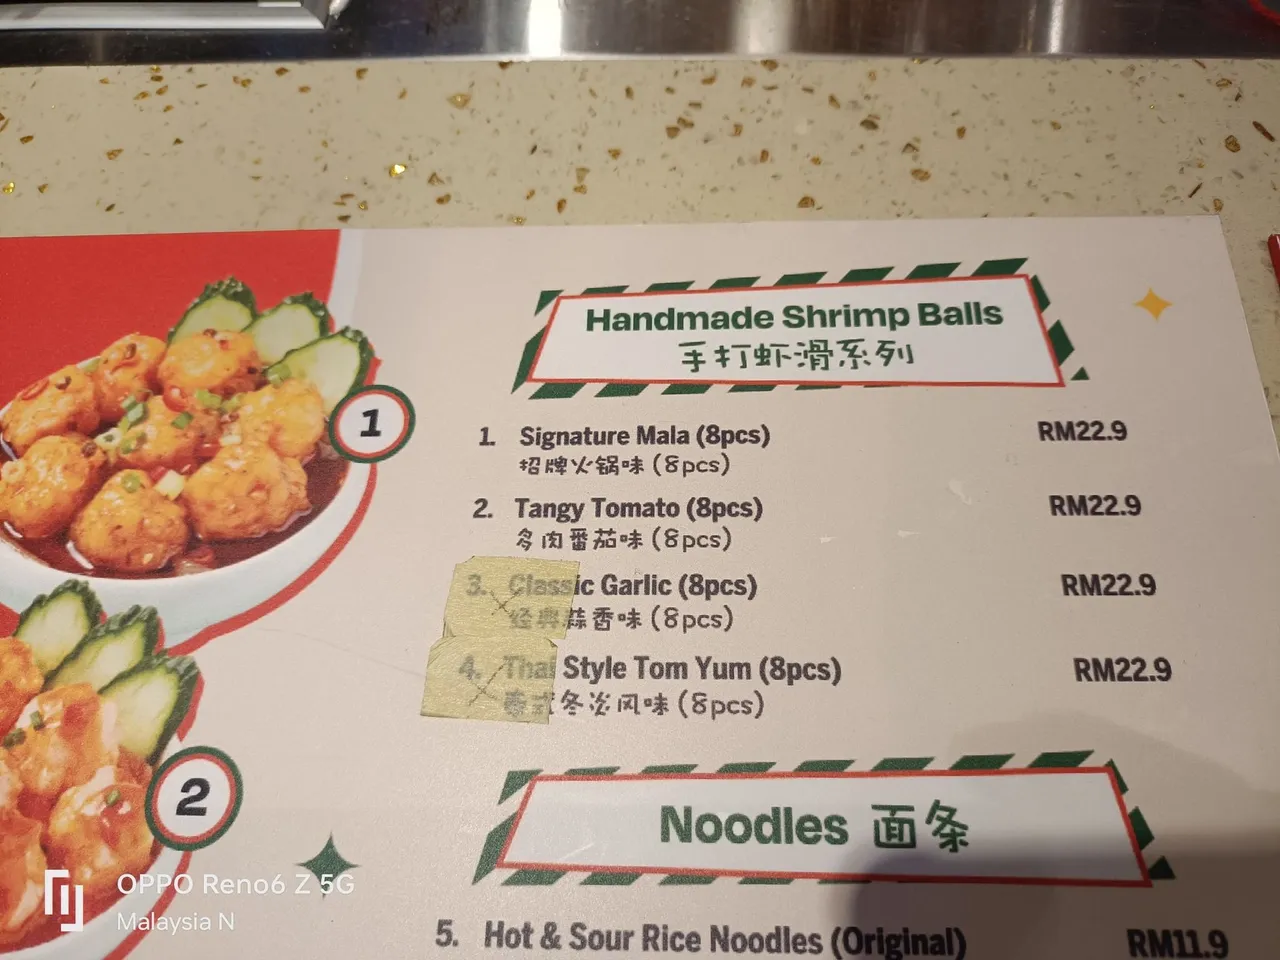 Handmade Shrimp Balls
手打虾滑系列
1
1. Signature Mala (8pcs) RM22.9
招牌火锅味 (8pcs)
2. Tangy Tomato (8pcs) RM22.9
多肉番茄味 (8pcs)
3. Classic Garlic (8pcs) RM22.9
经典蒜香味 (8pcs)
4. Thai Style Tom Yum (8pcs) RM22.9
泰式冬炎风味 (8pcs)
2
Noodles 面条
5. Hot & Sour Rice Noodles (Original) RM11.9
OPPO Reno6 Z 5G
Malaysia N